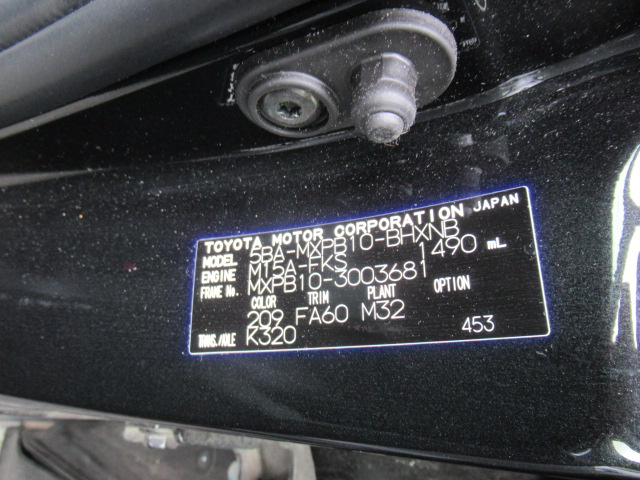 TOYOTA MOTOR CORPORATION JAPAN
MODEL 5BA-MXPB10-BHXNB
ENGINE M15A-FKS 1490 mL
FRAME No. MXPB10-3003681
COLOR TRIM PLANT OPTION
209 FA60 M32
TRANS./AXLE K320 453